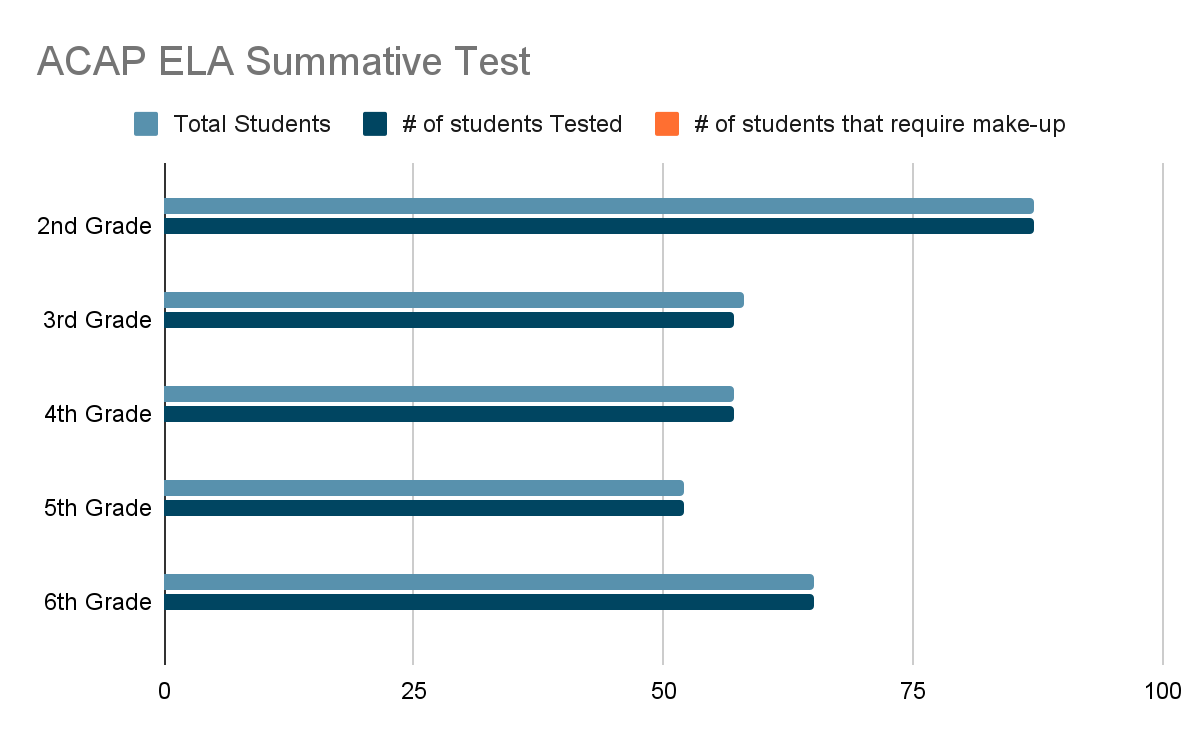 ACAP ELA Summative Test
Total Students # of students Tested # of students that require make-up
2nd Grade
3rd Grade
4th Grade
5th Grade
6th Grade
0 25 50 75 100